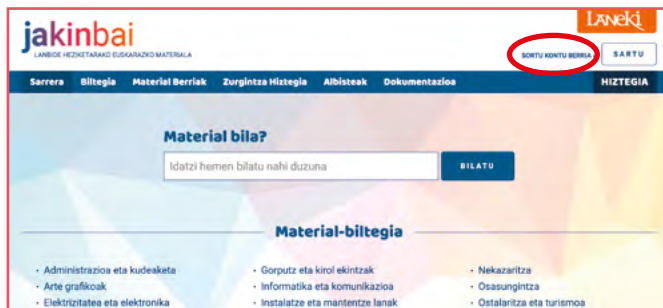 LANEKi
jakinbai
LANBIDE HEZIKETARAKO EUSKARAZKO MATERIALA
SORTU KONTU BERRIA
SARTU
Sarrera Biltegia Material Berriak Zurgintza Hiztegia Albisteak Dokumentazioa HIZTEGIA
Material bila?
Idatzi hemen bilatu nahi duzuna BILATU
Material-biltegia
· Administrazioa eta kudeaketa · Gorputz eta kirol ekintzak · Nekazaritza
· Arte grafikoak · Informatika eta komunikazioa · Osasungintza
· Elektrizitatea eta elektronika · Instalatze eta mantentze lanak · Ostalaritza eta turismoa